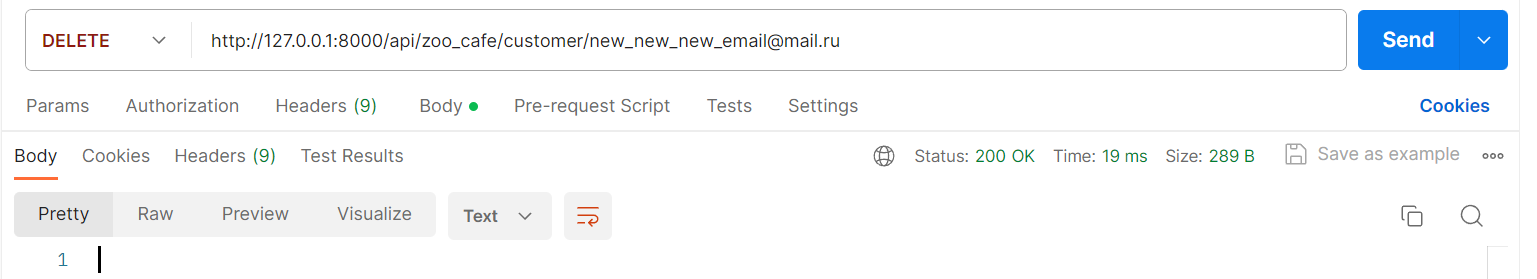 DELETE http://127.0.0.1:8000/api/zoo_cafe/customer/new_new_new_email@mail.ru Send
Params Authorization Headers (9) Body Pre-request Script Tests Settings Cookies
Body Cookies Headers (9) Test Results Status: 200 OK Time: 19 ms Size: 289 B Save as example
Pretty Raw Preview Visualize Text
1